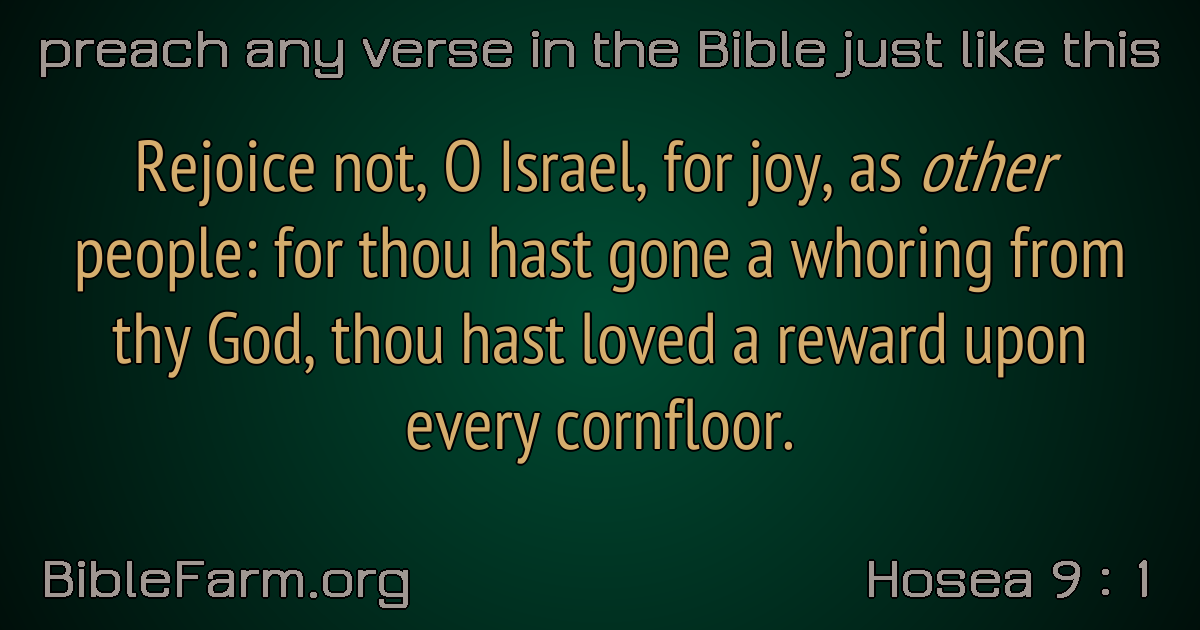 preach any verse in the Bible just like this
Rejoice not, O Israel, for joy, as other
people: for thou hast gone a whoring from
thy God, thou hast loved a reward upon
every cornfloor.
BibleFarm.org
Hosea 9 : 1